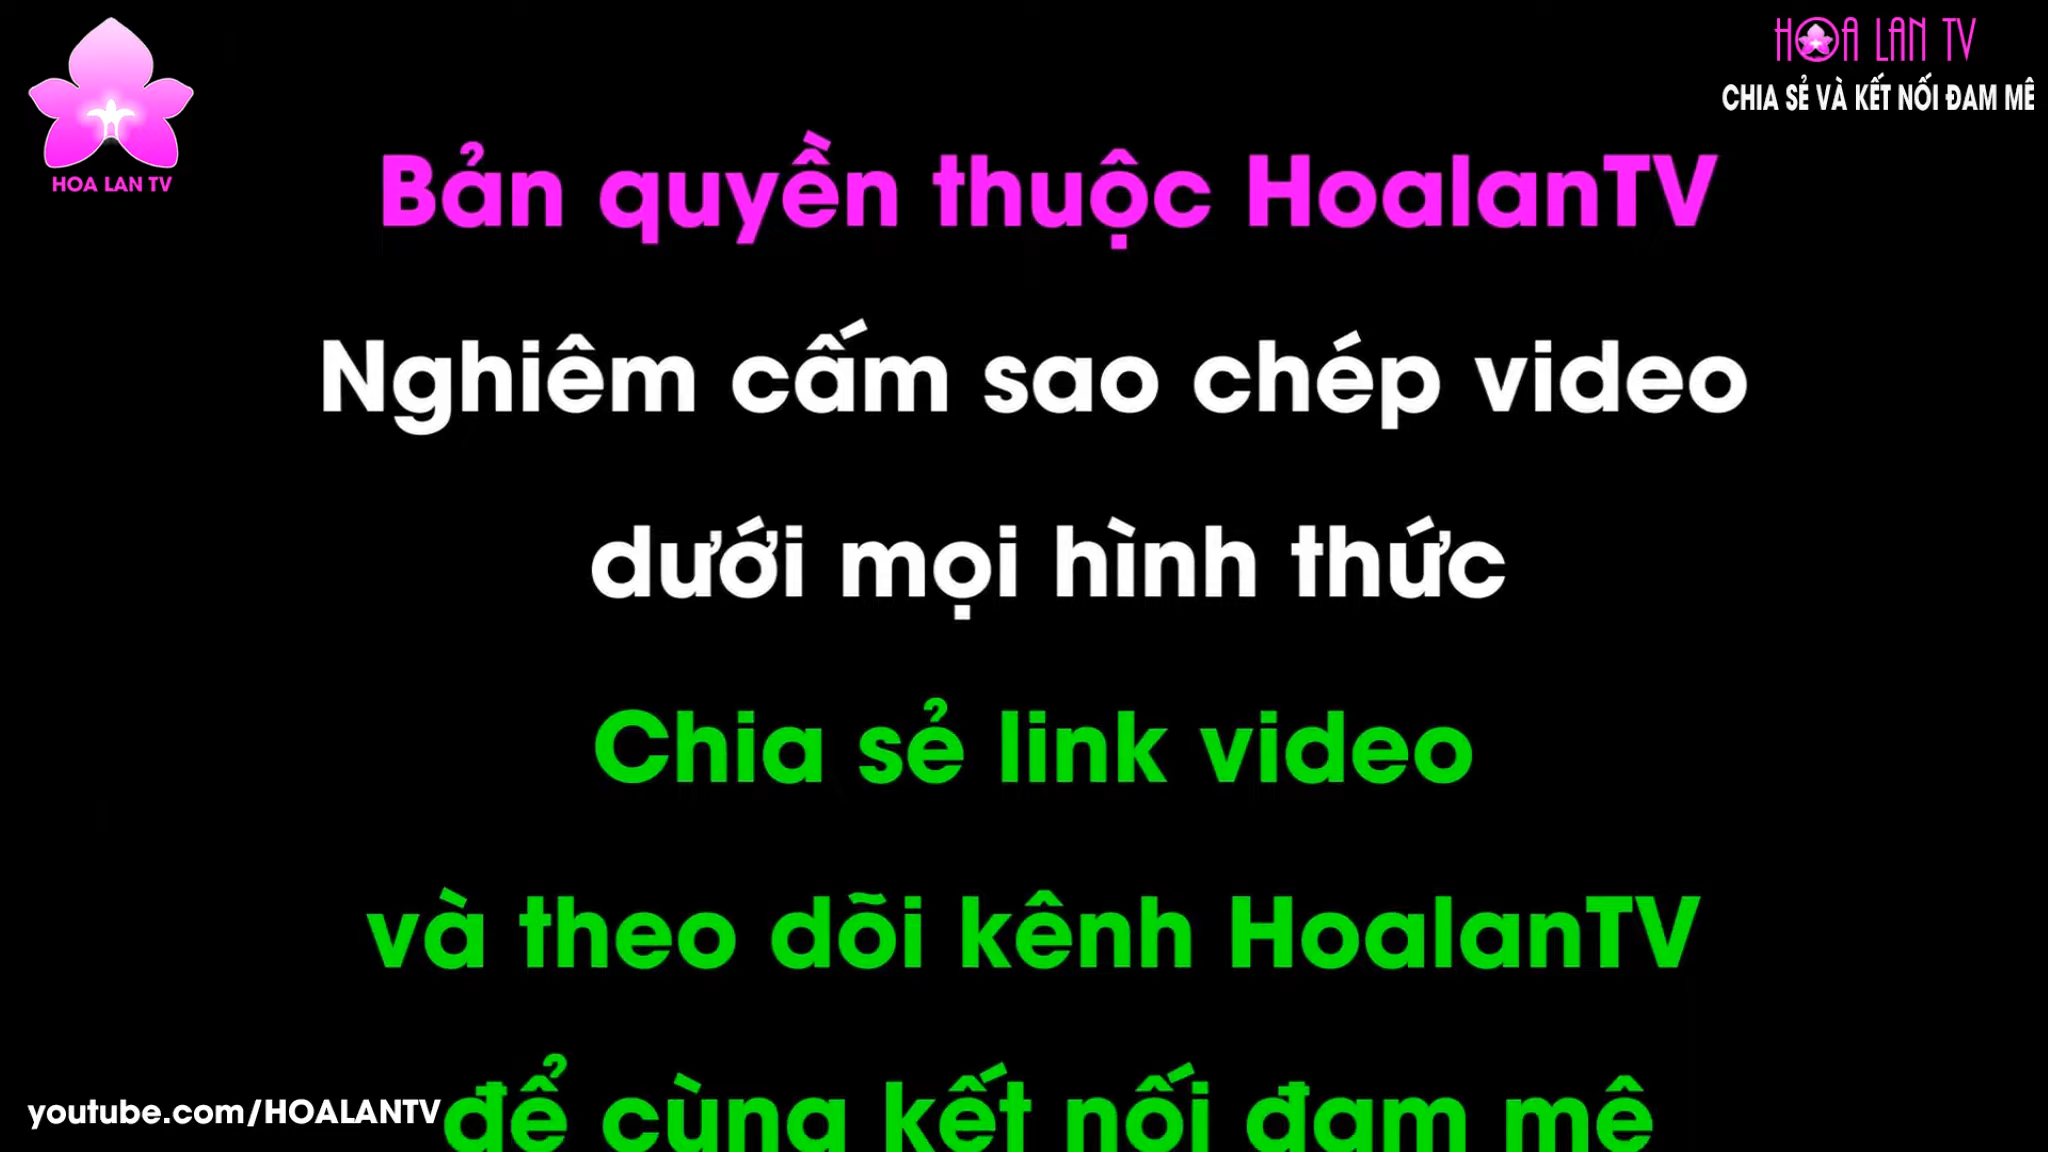 HOA LAN TV
CHIA SẺ VÀ KẾT NỐI ĐAM MÊ
HOA LAN TV
Bản quyền thuộc HoalanTV
Nghiêm cấm sao chép video
dưới mọi hình thức
Chia sẻ link video
và theo dõi kênh HoalanTV
để cùng kết nối đam mê
youtube.com/HOALANTV